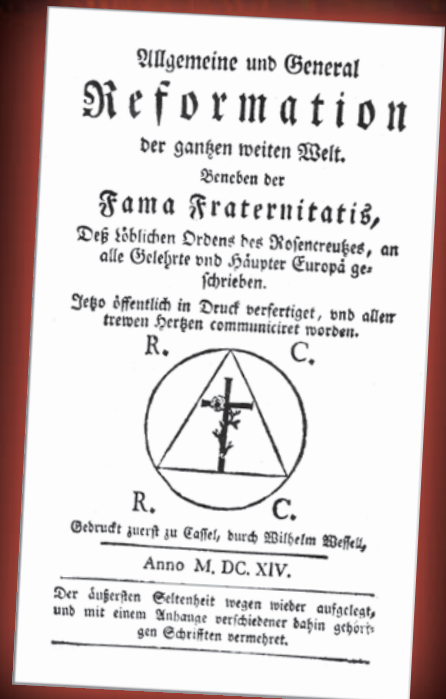 Allgemeine und General
Reformation
der gantzen weiten Welt.
Beneben der
Fama Fraternitatis,
Deß Löblichen Ordens des Rosencreutzes, an
alle Gelehrte vnd Häupter Europä ge-
schrieben.
Jetzo öffentlich in Druck verfertiget, vnd allen
trewen Hertzen communiciret worden.
R. C.
R. C.
Gedruckt zuerst zu Cassel, durch Wilhelm Wessell,
Anno M. DC. XIV.
Der äußersten Seltenheit wegen wieder aufgelegt,
und mit einem Anhange verschiedener dahin gehöri-
gen Schrifften vermehret.